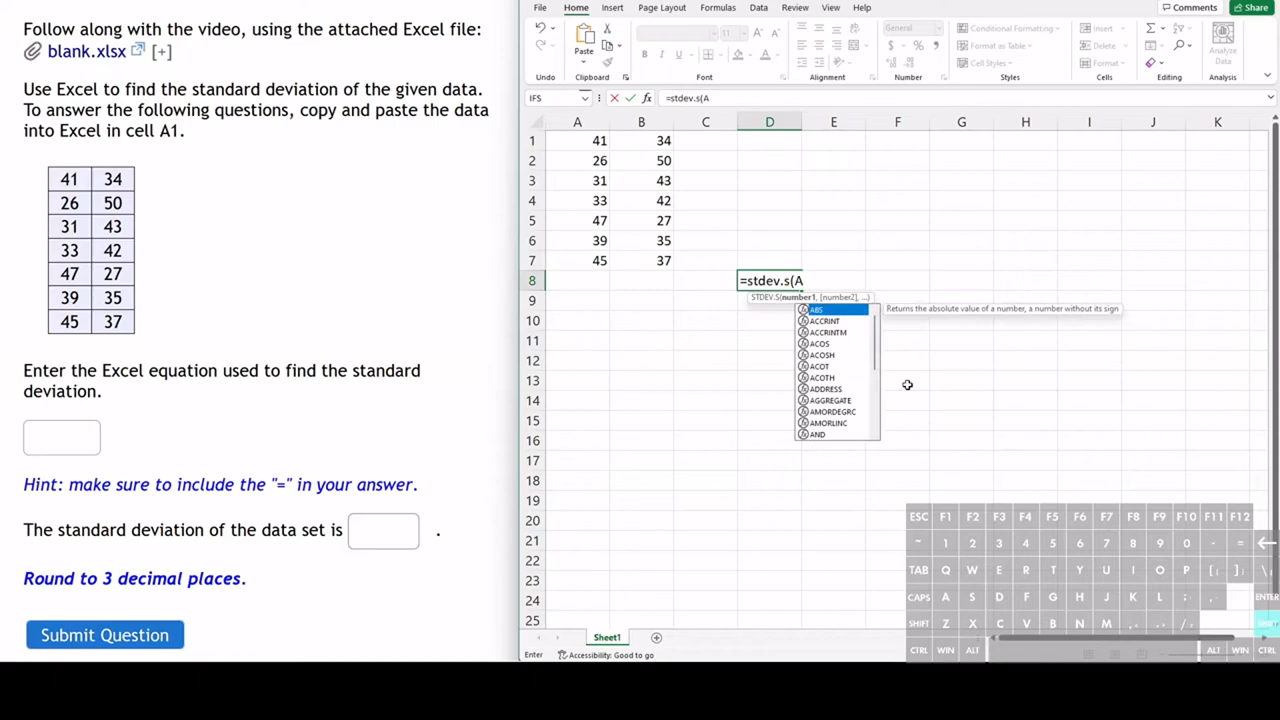 Follow along with the video, using the attached Excel file:
blank.xlsx [+]
Use Excel to find the standard deviation of the given data.
To answer the following questions, copy and paste the data
into Excel in cell A1.
41 34
26 50
31 43
33 42
47 27
39 35
45 37
Enter the Excel equation used to find the standard
deviation.
Hint: make sure to include the "=" in your answer.
The standard deviation of the data set is .
Round to 3 decimal places.
Submit Question
File Home Insert Page Layout Formulas Data Review View Help Comments Share
Paste
B I U
General
$ % 9
Conditional Formatting
Format as Table
Cell Styles
Insert
Delete
Format
Analyze
Data
Undo Clipboard Font Alignment Number Styles Cells Editing Analysis
IFS =stdev.s(A
A B C D E F G H I J K
1 41 34
2 26 50
3 31 43
4 33 42
5 47 27
6 39 35
7 45 37
8 =stdev.s(A
STDEV.S(number1, [number2], ...)
9
ABS Returns the absolute value of a number, a number without its sign
10 ACCRINT
ACCRINTM
11 ACOS
ACOSH
12 ACOT
13 ACOTH
ADDRESS
14 AGGREGATE
AMORDEGRC
15 AMORLINC
AND
16
17
18
19
20
21
22
23
24
25
ESC F1 F2 F3 F4 F5 F6 F7 F8 F9 F10 F11 F12
~ 1 2 3 4 5 6 7 8 9 0 - =
TAB Q W E R T Y U I O P [ ] \
CAPS A S D F G H J K L ; , ENTER
SHIFT Z X C V B N M , . /
CTRL WIN ALT ALT WIN CTRL
Sheet1
Enter Accessibility: Good to go